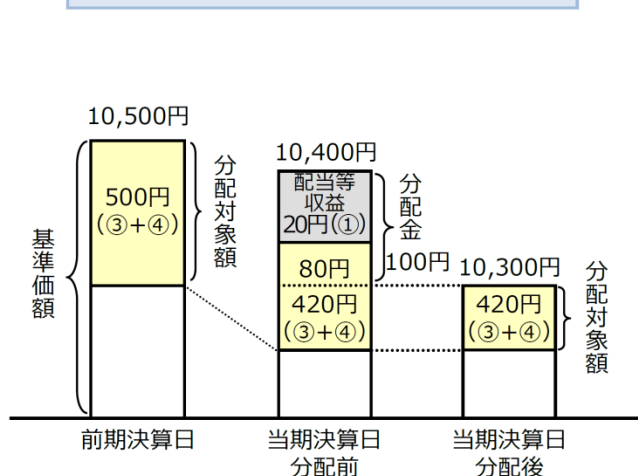 10,500円
500円
(③+④)
分配対象額
基準価額
前期決算日
10,400円
配当等
収益
20円(①)
分配金
100円
80円
420円
(③+④)
当期決算日
分配前
10,300円
420円
(③+④)
分配対象額
当期決算日
分配後